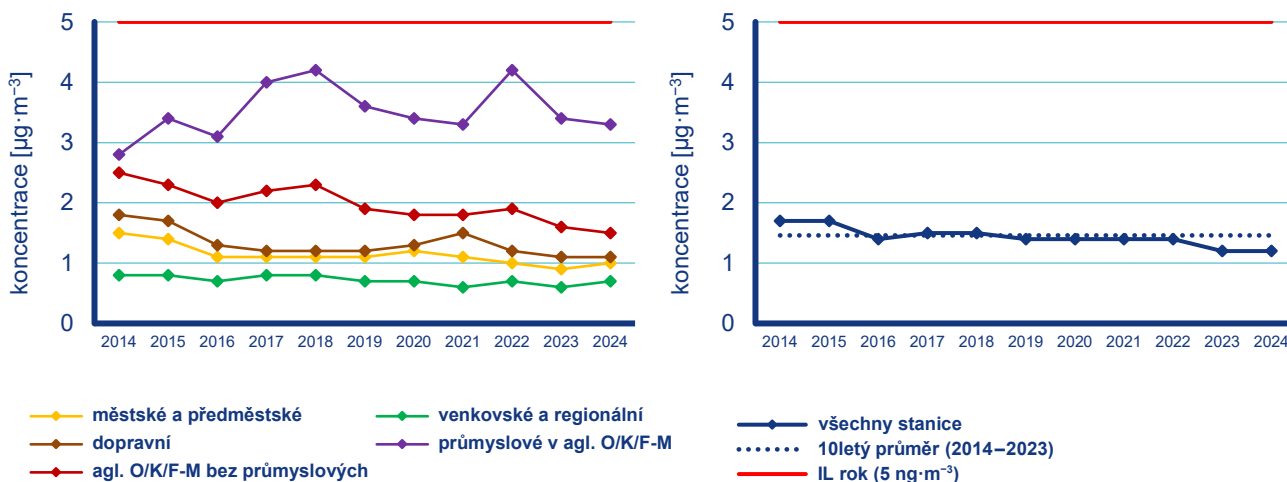 koncentrace [µg·m⁻³]
5
4
3
2
1
0
2014 2015 2016 2017 2018 2019 2020 2021 2022 2023 2024
městské a předměstské
dopravní
agl. O/K/F-M bez průmyslových
venkovské a regionální
průmyslové v agl. O/K/F-M
koncentrace [µg·m⁻³]
5
4
3
2
1
0
2014 2015 2016 2017 2018 2019 2020 2021 2022 2023 2024
všechny stanice
10letý průměr (2014–2023)
IL rok (5 ng·m⁻³)